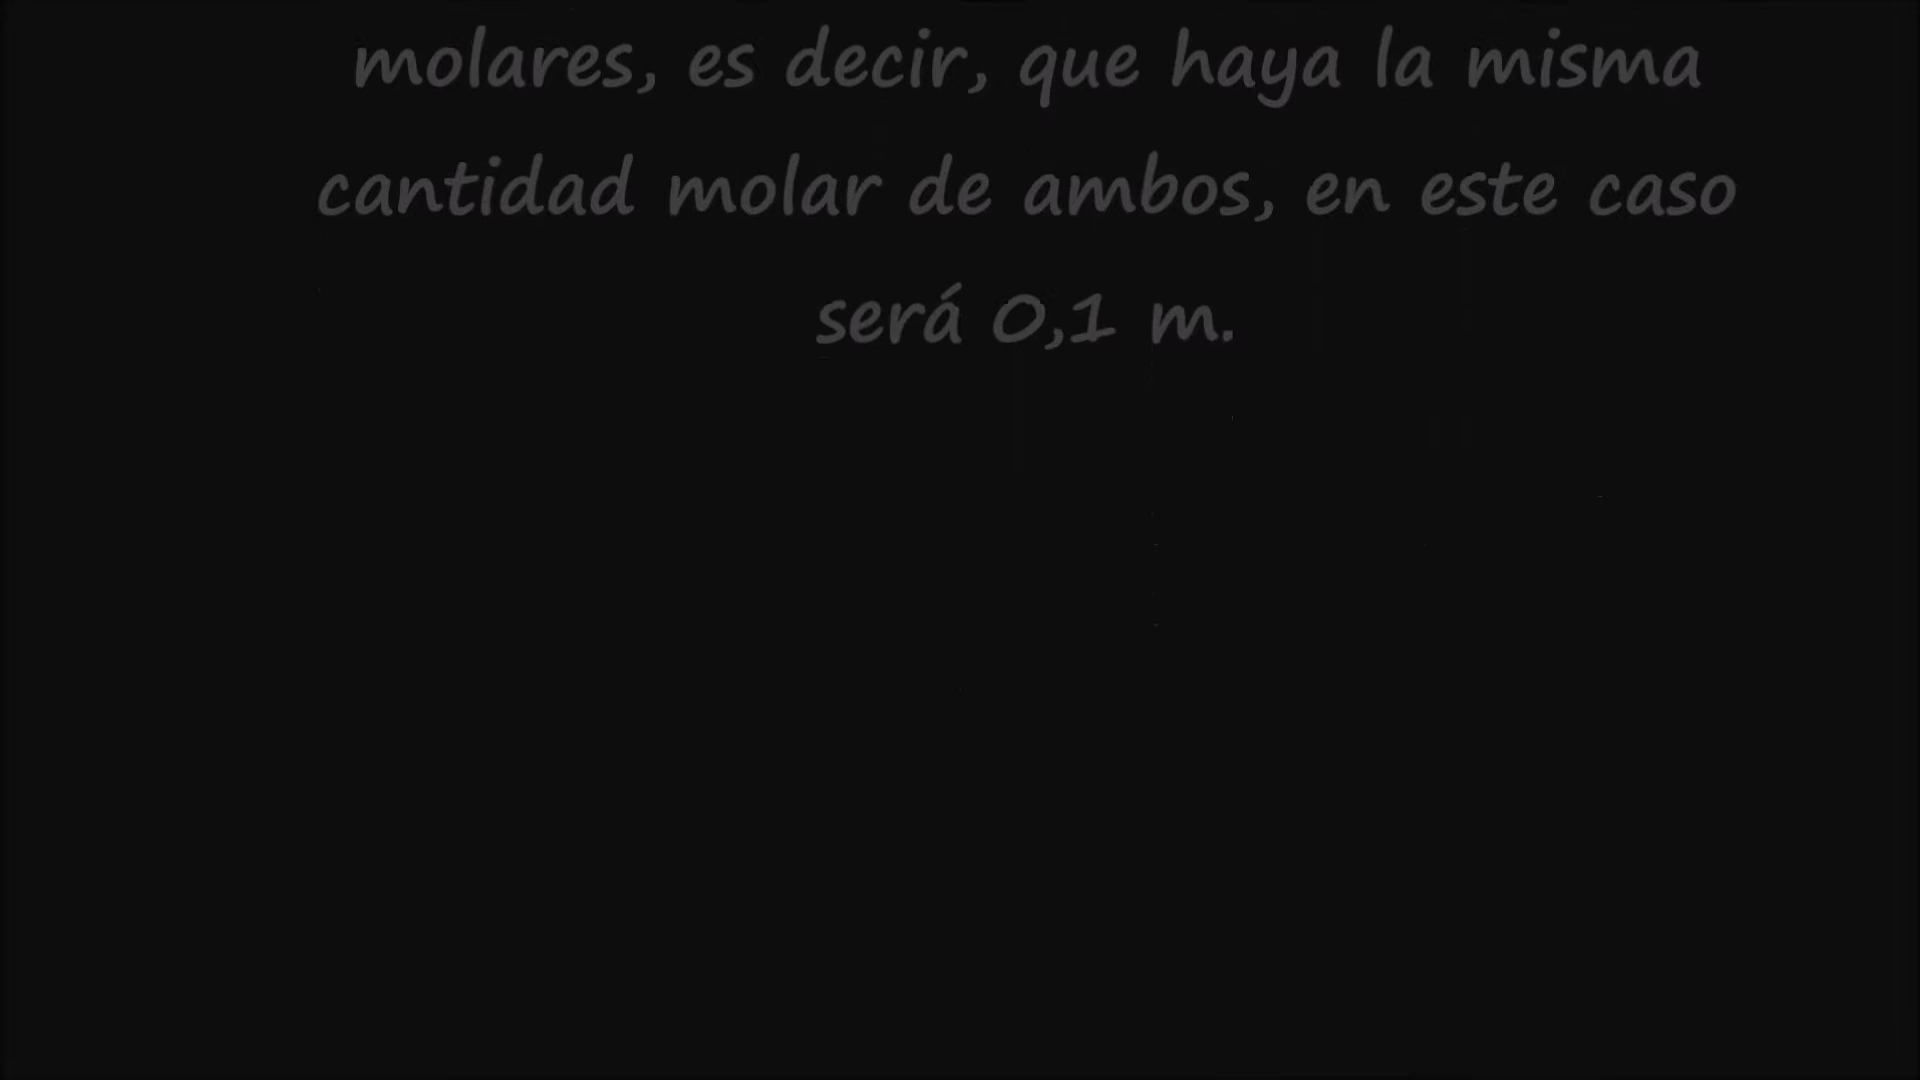 molares, es decir, que haya la misma
cantidad molar de ambos, en este caso
será 0,1 m.